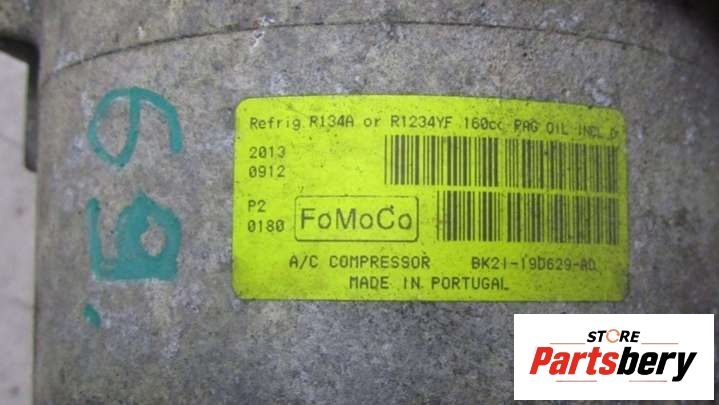 Refrig R134A or R1234YF 160cc PAG OIL INCL
2013
0912
P2
0180
FoMoCo
A/C COMPRESSOR BK21-19D629-AD
MADE IN PORTUGAL
STORE
Partsbery